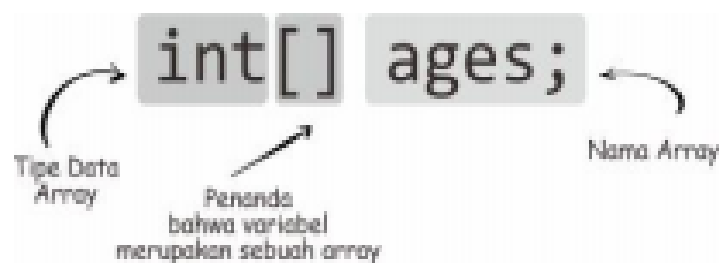 int[] ages;
Tipe Data
Array
Penanda
bahwa variabel
merupakan sebuah array
Nama Array